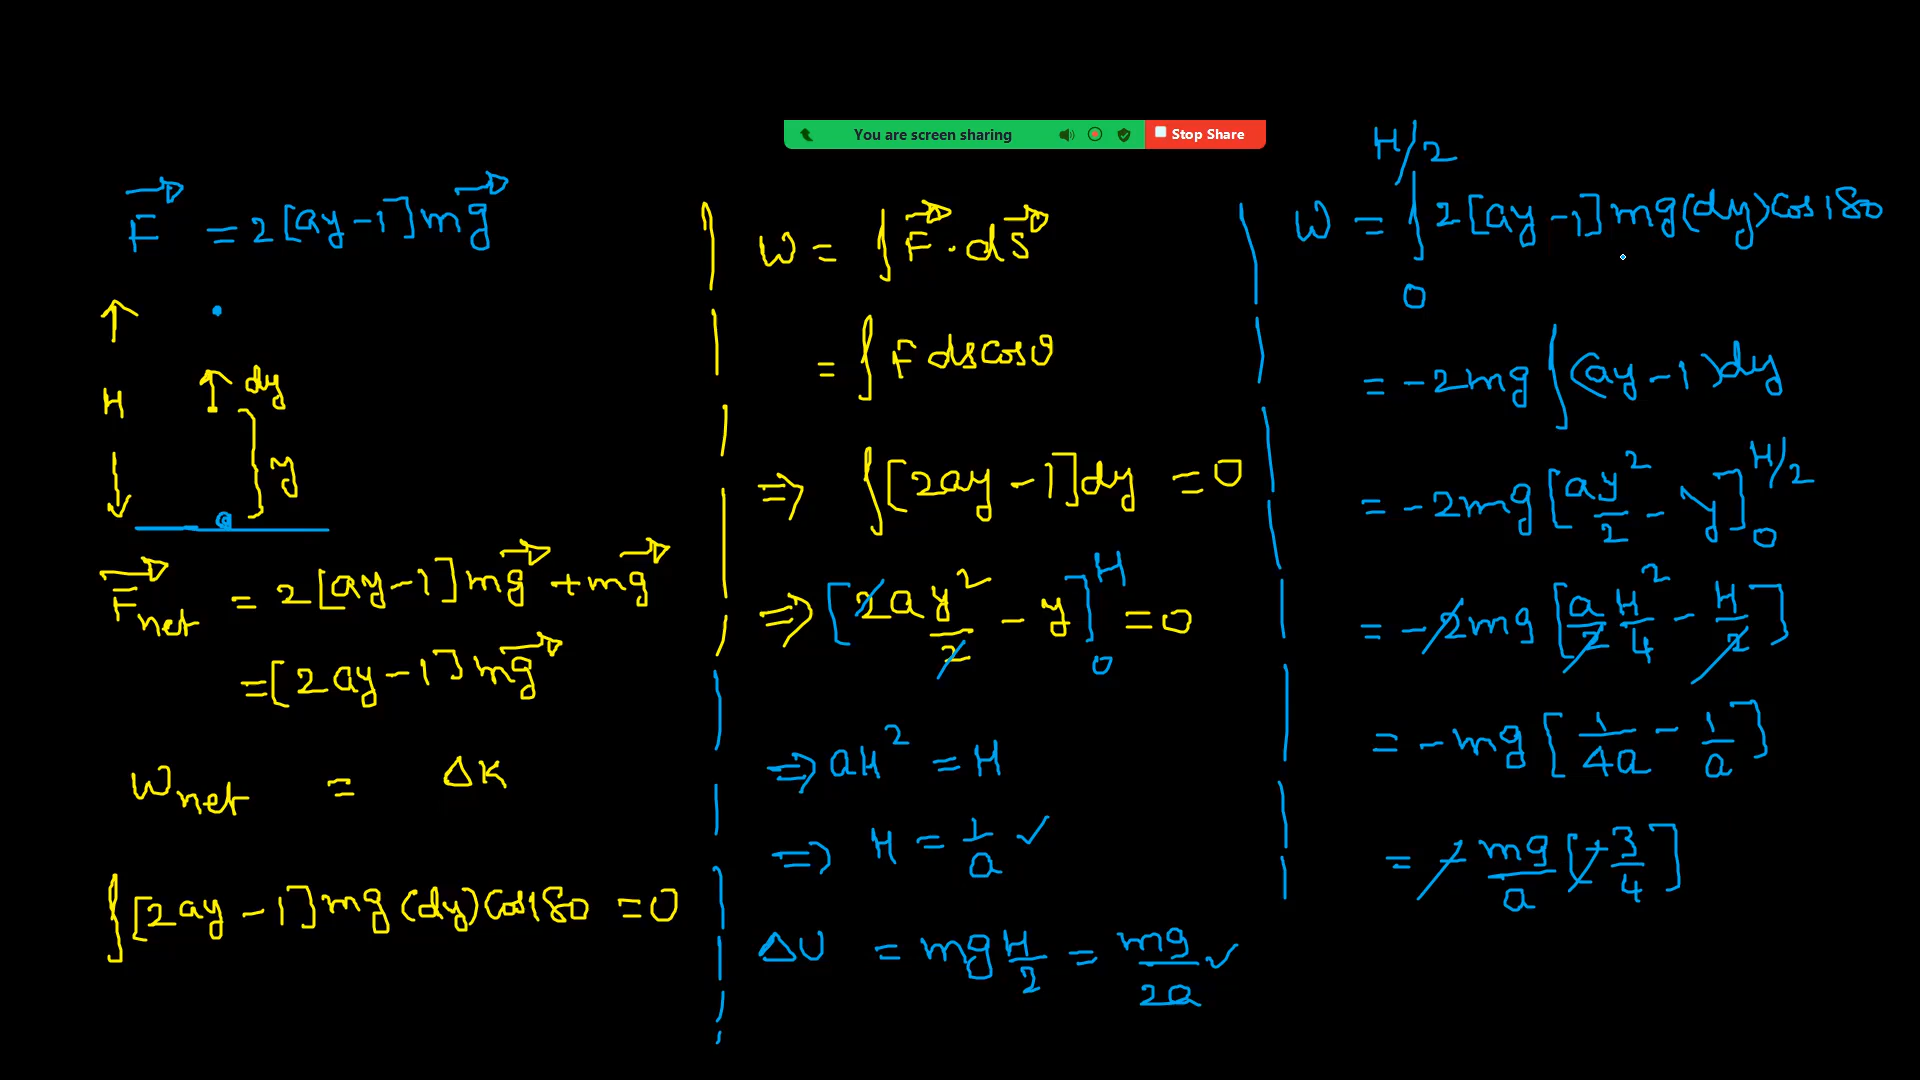 You are screen sharing
Stop Share
F⃗ = 2[ay-1]mg⃗
H
dy
y
F⃗net = 2[ay-1]mg⃗ + mg⃗
=[2ay-1]mg⃗
Wnet = ΔK
∫[2ay-1]mg(dy)cos180 =0
W = ∫F⃗·dS⃗
= ∫F ds cosθ
⇒ ∫[2ay-1]dy =0
⇒ [2ay²/2 - y]₀ᴴ =0
⇒ aH² = H
⇒ H = 1/a ✓
ΔU = mg H/2 = mg/2a ✓
W = ∫₀^(H/2) 2[ay-1]mg(dy)cos180
= -2mg∫(ay-1)dy
= -2mg[ay²/2 - y]₀^(H/2)
= -2mg[a/2 H²/4 - H/2]
= -mg[1/4a - 1/a]
= - mg/a [-3/4]